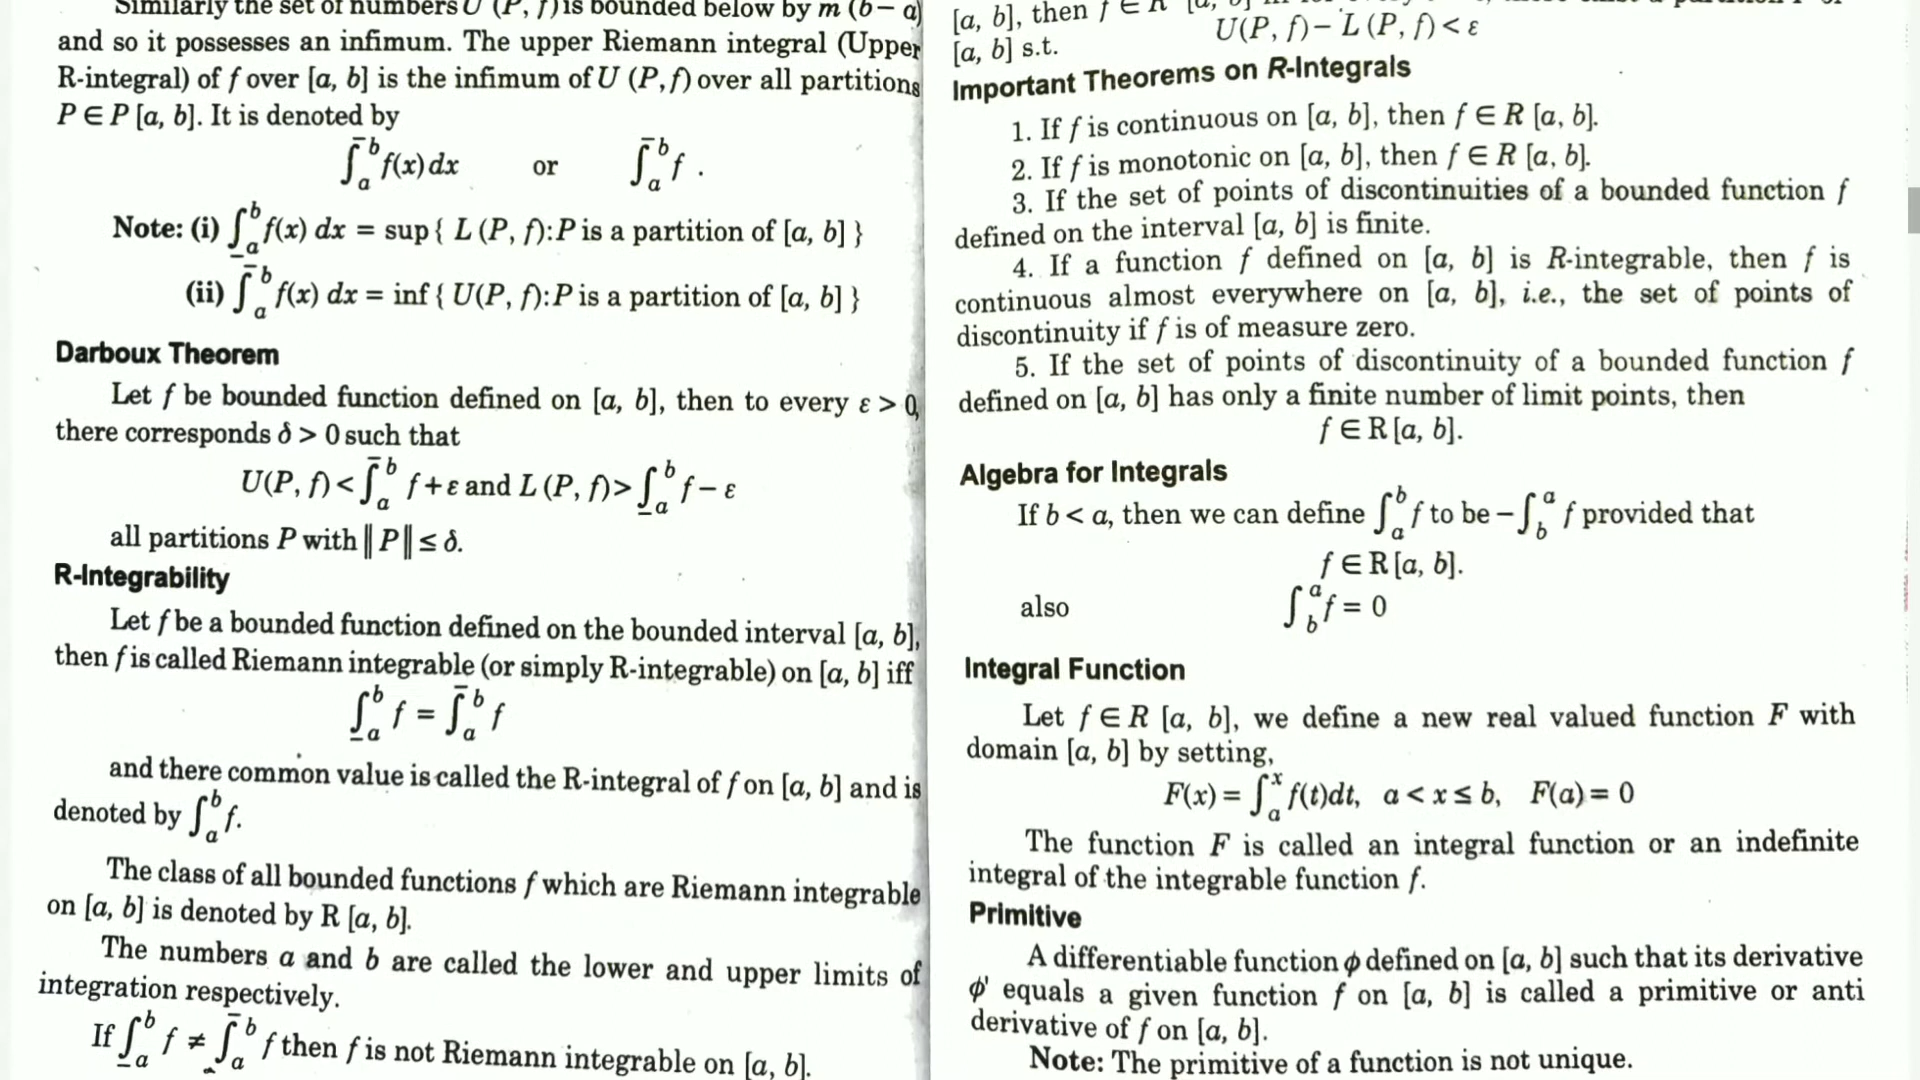 Similarly the set of numbers U (P, f) is bounded below by m (b – a)
and so it possesses an infimum. The upper Riemann integral (Upper
R-integral) of f over [a, b] is the infimum of U (P, f) over all partitions
P ∈ P [a, b]. It is denoted by
∫̄ₐᵇ f(x) dx or ∫̄ₐᵇ f .
Note: (i) ∫̲ₐᵇ f(x) dx = sup { L (P, f): P is a partition of [a, b] }
(ii) ∫̄ₐᵇ f(x) dx = inf { U(P, f): P is a partition of [a, b] }
Darboux Theorem
Let f be bounded function defined on [a, b], then to every ε > 0,
there corresponds δ > 0 such that
U(P, f) < ∫̄ₐᵇ f + ε and L (P, f) > ∫̲ₐᵇ f – ε
all partitions P with || P || ≤ δ.
R-Integrability
Let f be a bounded function defined on the bounded interval [a, b],
then f is called Riemann integrable (or simply R-integrable) on [a, b] iff
∫̲ₐᵇ f = ∫̄ₐᵇ f
and there common value is called the R-integral of f on [a, b] and is
denoted by ∫ₐᵇ f.
The class of all bounded functions f which are Riemann integrable
on [a, b] is denoted by R [a, b].
The numbers a and b are called the lower and upper limits of
integration respectively.
If ∫̲ₐᵇ f ≠ ∫̄ₐᵇ f then f is not Riemann integrable on [a, b].
[a, b], then f ∈ R [a, b]
[a, b] s.t. U(P, f) – L (P, f) < ε
Important Theorems on R-Integrals
1. If f is continuous on [a, b], then f ∈ R [a, b].
2. If f is monotonic on [a, b], then f ∈ R [a, b].
3. If the set of points of discontinuities of a bounded function f
defined on the interval [a, b] is finite.
4. If a function f defined on [a, b] is R-integrable, then f is
continuous almost everywhere on [a, b], i.e., the set of points of
discontinuity if f is of measure zero.
5. If the set of points of discontinuity of a bounded function f
defined on [a, b] has only a finite number of limit points, then
f ∈ R [a, b].
Algebra for Integrals
If b < a, then we can define ∫ₐᵇ f to be – ∫_b^a f provided that
f ∈ R [a, b].
also ∫_b^a f = 0
Integral Function
Let f ∈ R [a, b], we define a new real valued function F with
domain [a, b] by setting,
F(x) = ∫ₐˣ f(t)dt, a < x ≤ b, F(a) = 0
The function F is called an integral function or an indefinite
integral of the integrable function f.
Primitive
A differentiable function ϕ defined on [a, b] such that its derivative
ϕ' equals a given function f on [a, b] is called a primitive or anti
derivative of f on [a, b].
Note: The primitive of a function is not unique.